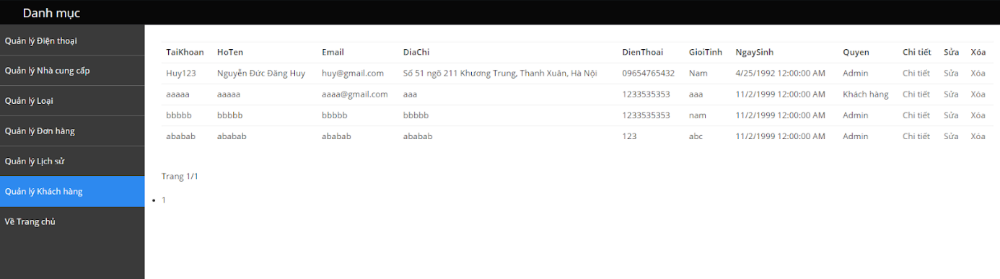 Danh mục
Quản lý Điện thoại
Quản lý Nhà cung cấp
Quản lý Loại
Quản lý Đơn hàng
Quản lý Lịch sử
Quản lý Khách hàng
Về Trang chủ
TaiKhoan HoTen Email DiaChi DienThoai GioiTinh NgaySinh Quyen Chi tiết Sửa Xóa
Huy123 Nguyễn Đức Đăng Huy huy@gmail.com Số 51 ngõ 211 Khương Trung, Thanh Xuân, Hà Nội 09654765432 Nam 4/25/1992 12:00:00 AM Admin Chi tiết Sửa Xóa
aaaaa aaaaa aaaa@gmail.com aaa 1233535353 aaa 11/2/1999 12:00:00 AM Khách hàng Chi tiết Sửa Xóa
bbbbb bbbbb bbbbb bbbbb 1233535353 nam 11/2/1999 12:00:00 AM Admin Chi tiết Sửa Xóa
ababab ababab ababab ababab 123 abc 11/2/1999 12:00:00 AM Admin Chi tiết Sửa Xóa
Trang 1/1
• 1